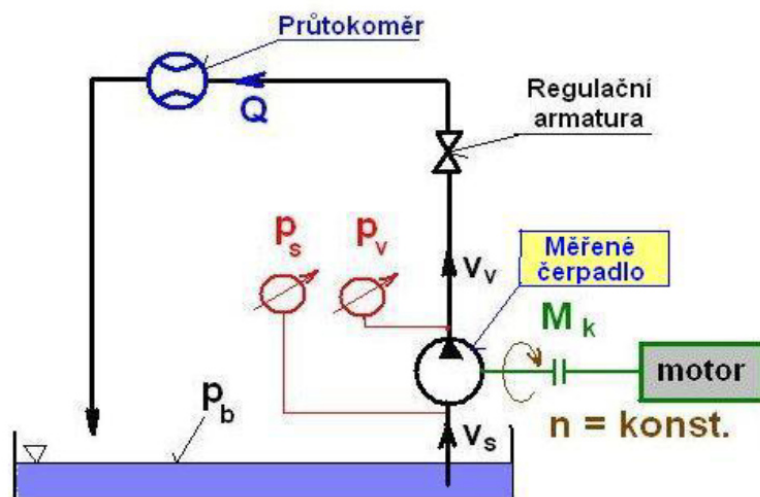 Průtokoměr
Q
Regulační
armatura
p_s
p_v
v_v
Měřené
čerpadlo
M_k
motor
n = konst.
p_b
v_s